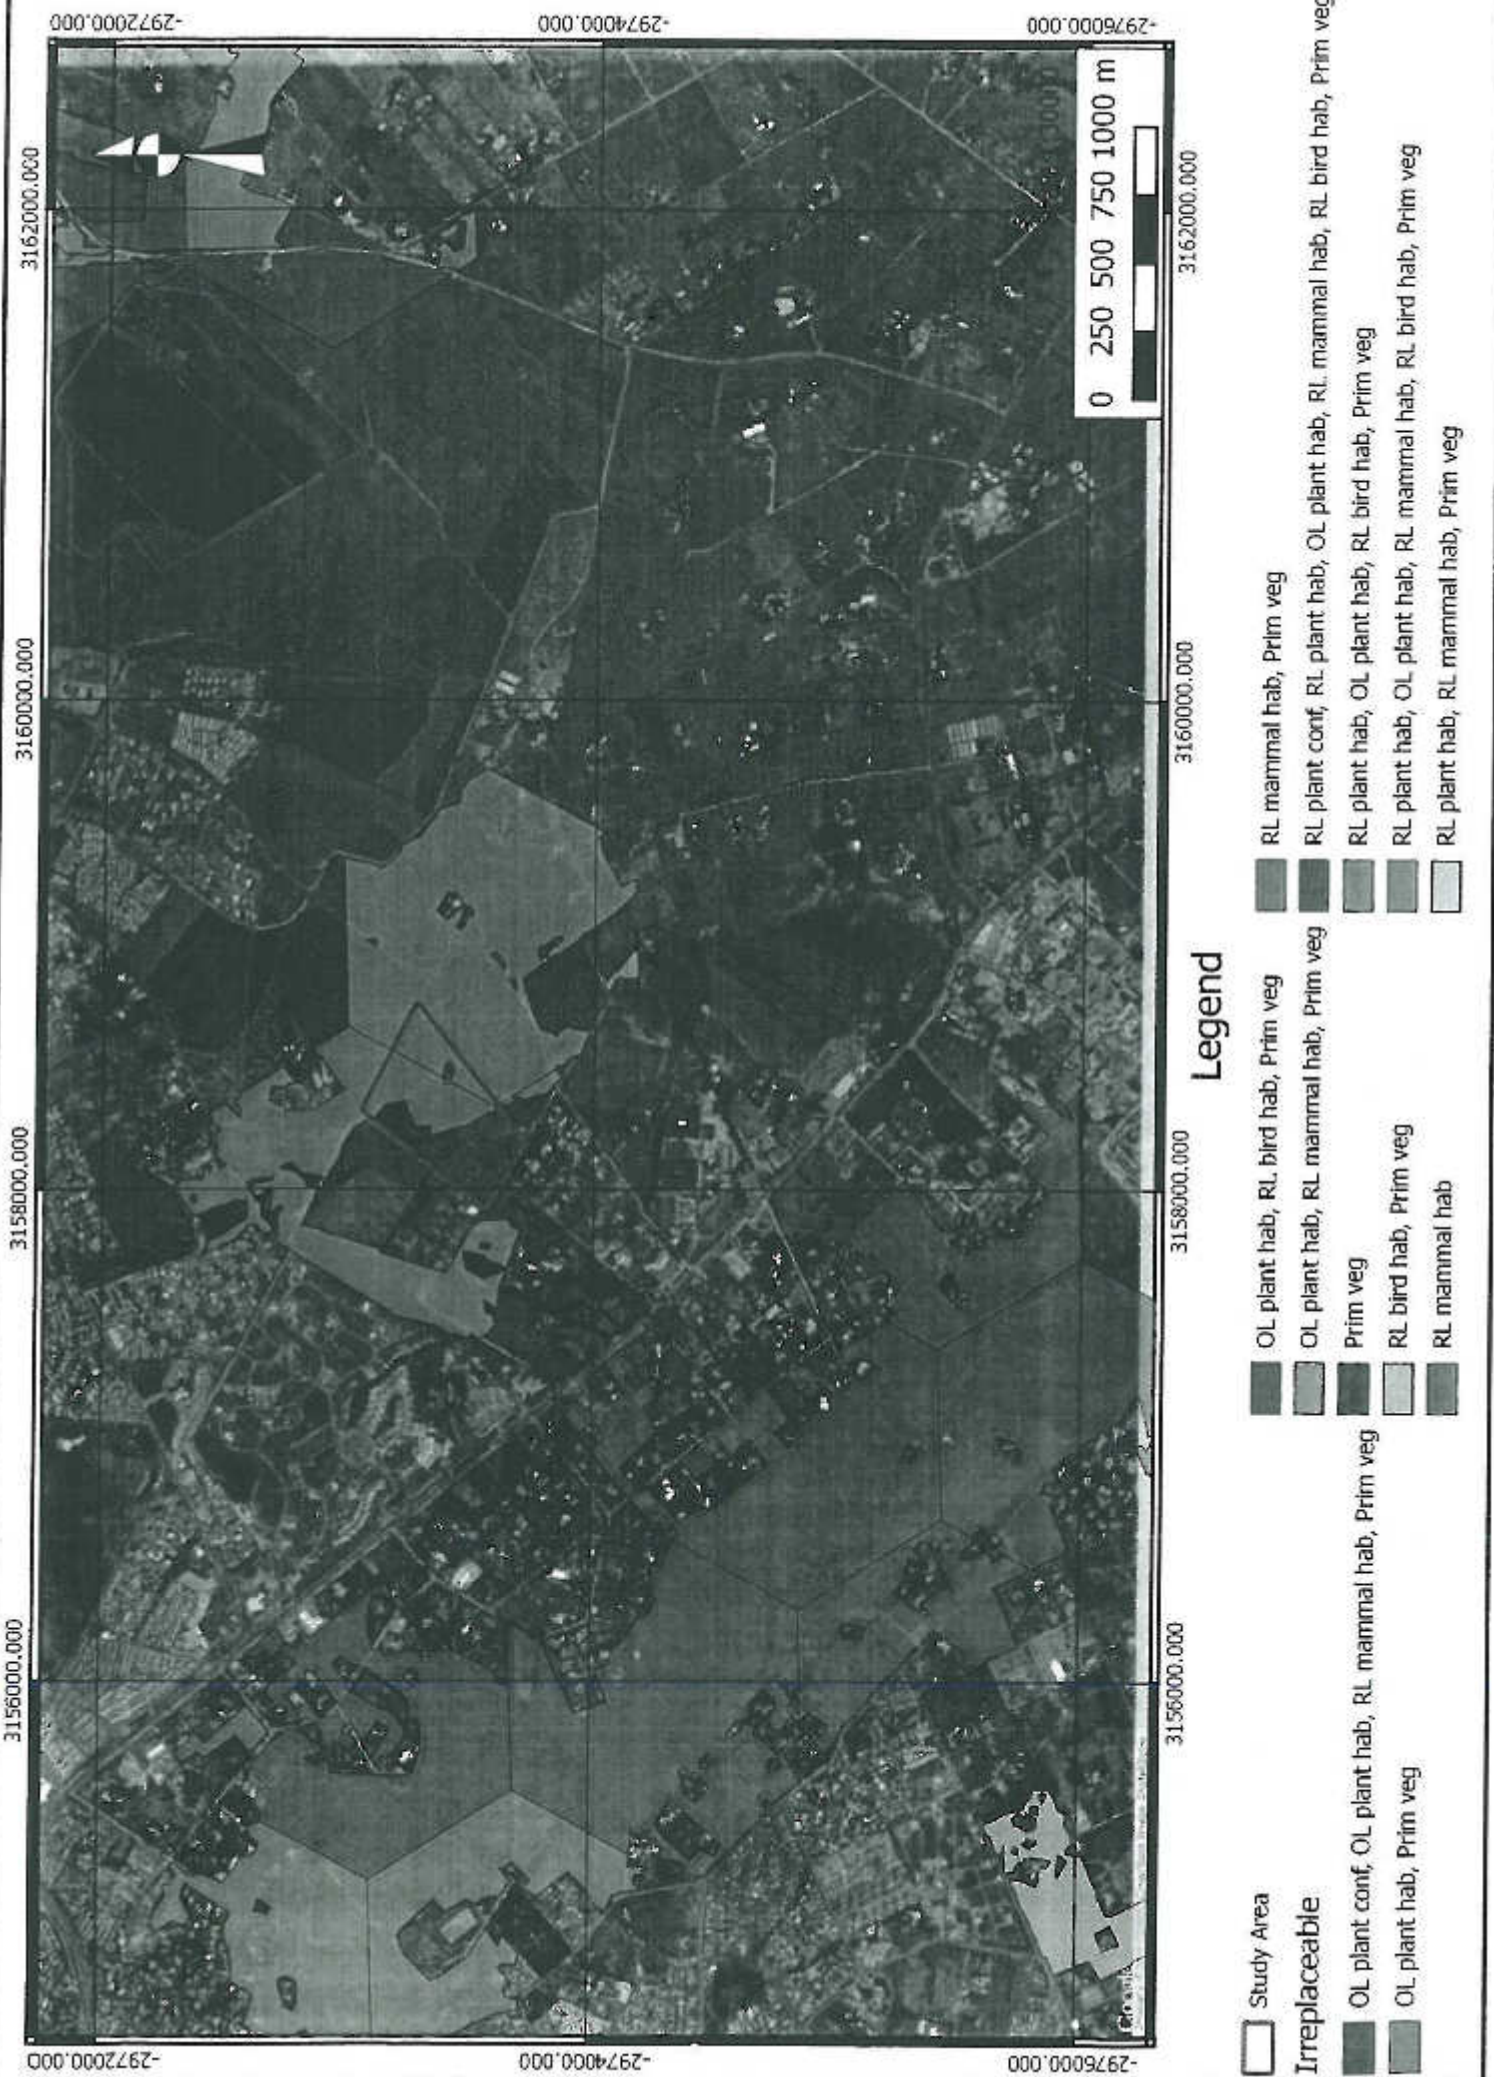 3156000.000 3158000.000 3160000.000 3162000.000
-2972000.000 -2972000.000
-2974000.000 -2974000.000
-2976000.000 -2976000.000
0 250 500 750 1000 m
3156000.000 3158000.000 3160000.000 3162000.000
Legend
Study Area
Irreplaceable
OL plant conf, OL plant hab, RL mammal hab, Prim veg
OL plant hab, Prim veg
OL plant hab, RL bird hab, Prim veg
OL plant hab, RL mammal hab, Prim veg
Prim veg
RL bird hab, Prim veg
RL mammal hab
RL mammal hab, Prim veg
RL plant conf, RL plant hab, OL plant hab, RL mammal hab, RL bird hab, Prim veg
RL plant hab, OL plant hab, RL bird hab, Prim veg
RL plant hab, OL plant hab, RL mammal hab, RL bird hab, Prim veg
RL plant hab, RL mammal hab, Prim veg